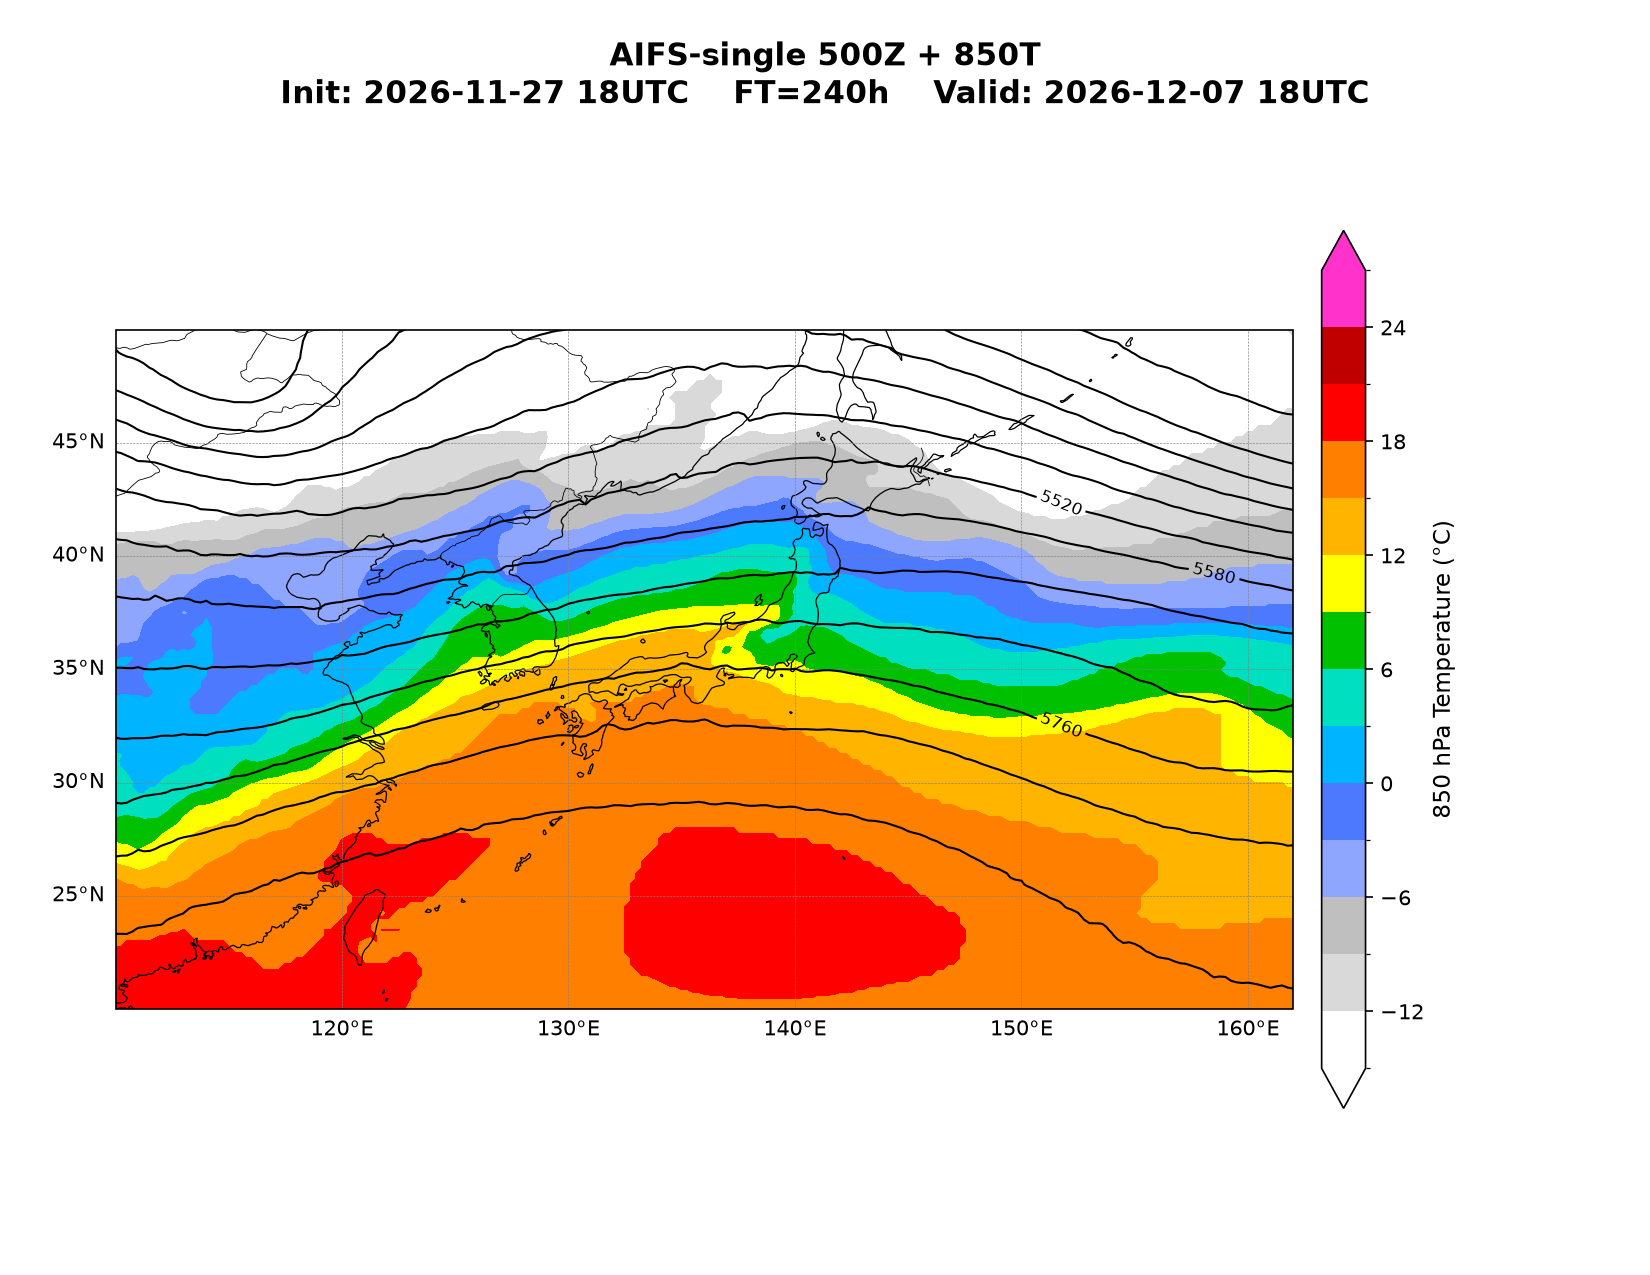 AIFS-single 500Z + 850T
Init: 2026-11-27 18UTC    FT=240h    Valid: 2026-12-07 18UTC
45°N
40°N
35°N
30°N
25°N
120°E
130°E
140°E
150°E
160°E
5520
5580
5760
24
18
12
6
0
−6
−12
850 hPa Temperature (°C)